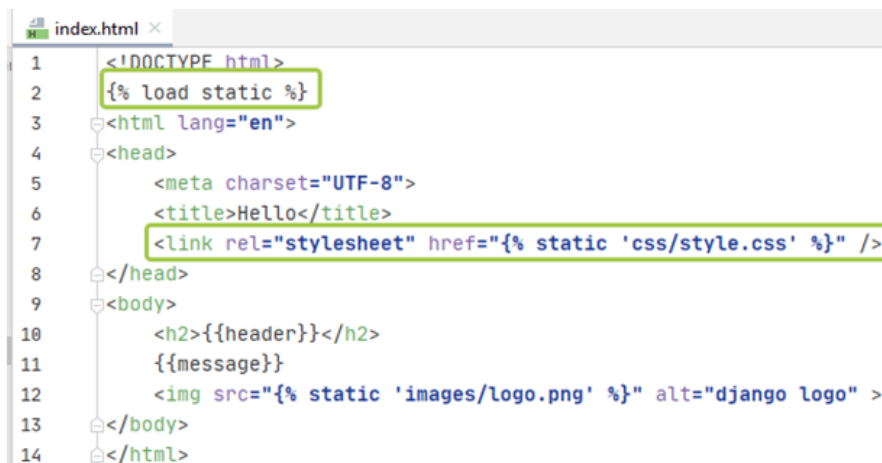 index.html
1 <!DOCTYPE html>
2 {% load static %}
3 <html lang="en">
4 <head>
5 <meta charset="UTF-8">
6 <title>Hello</title>
7 <link rel="stylesheet" href="{% static 'css/style.css' %}" />
8 </head>
9 <body>
10 <h2>{{header}}</h2>
11 {{message}}
12 <img src="{% static 'images/logo.png' %}" alt="django logo" >
13 </body>
14 </html>